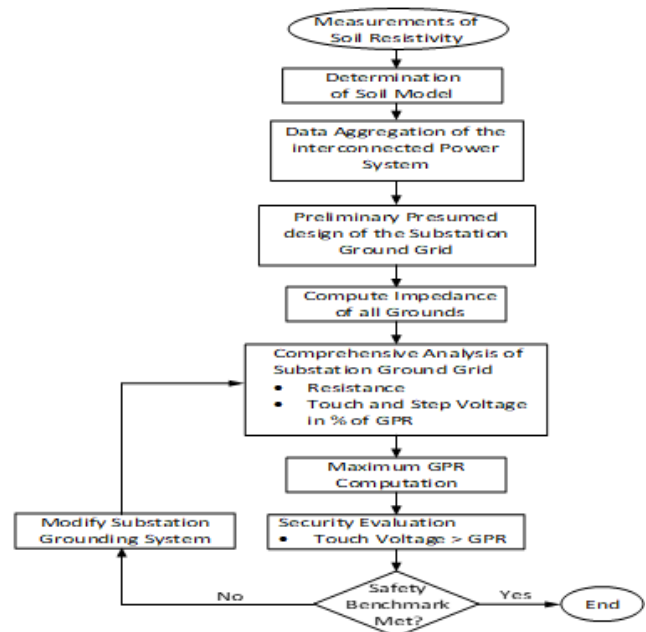 Measurements of
Soil Resistivity
Determination
of Soil Model
Data Aggregation of the
interconnected Power
System
Preliminary Presumed
design of the Substation
Ground Grid
Compute Impedance
of all Grounds
Comprehensive Analysis of
Substation Ground Grid
• Resistance
• Touch and Step Voltage
in % of GPR
Maximum GPR
Computation
Modify Substation
Grounding System
Security Evaluation
• Touch Voltage > GPR
No
Safety
Benchmark
Met?
Yes
End